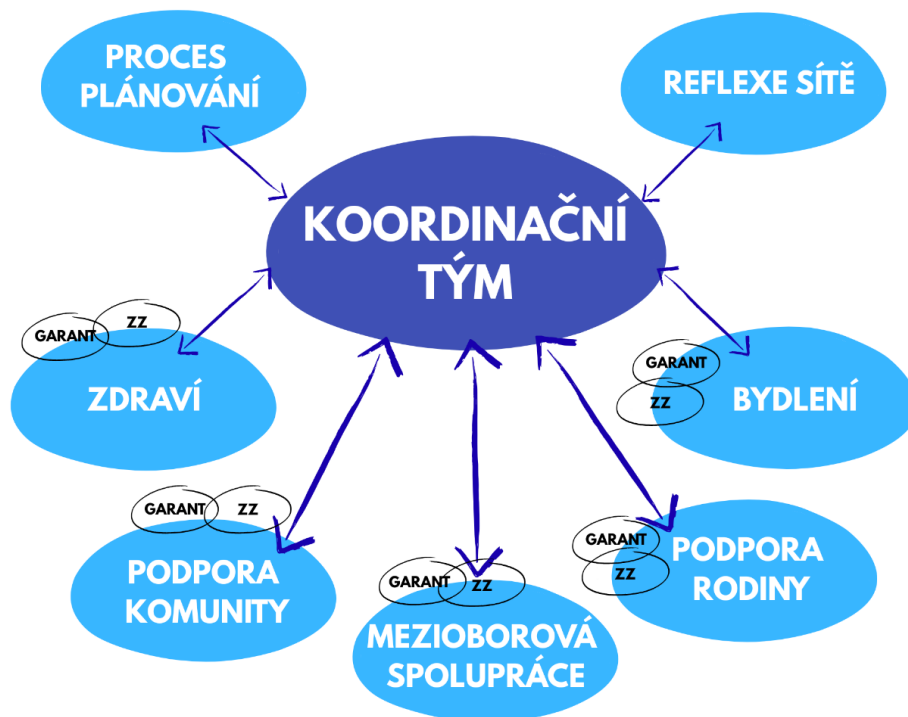 PROCES
PLÁNOVÁNÍ
REFLEXE SÍTĚ
KOORDINAČNÍ
TÝM
GARANT
ZZ
ZDRAVÍ
GARANT
ZZ
BYDLENÍ
GARANT
ZZ
PODPORA
KOMUNITY
GARANT
ZZ
MEZIOBOROVÁ
SPOLUPRÁCE
GARANT
ZZ
PODPORA
RODINY